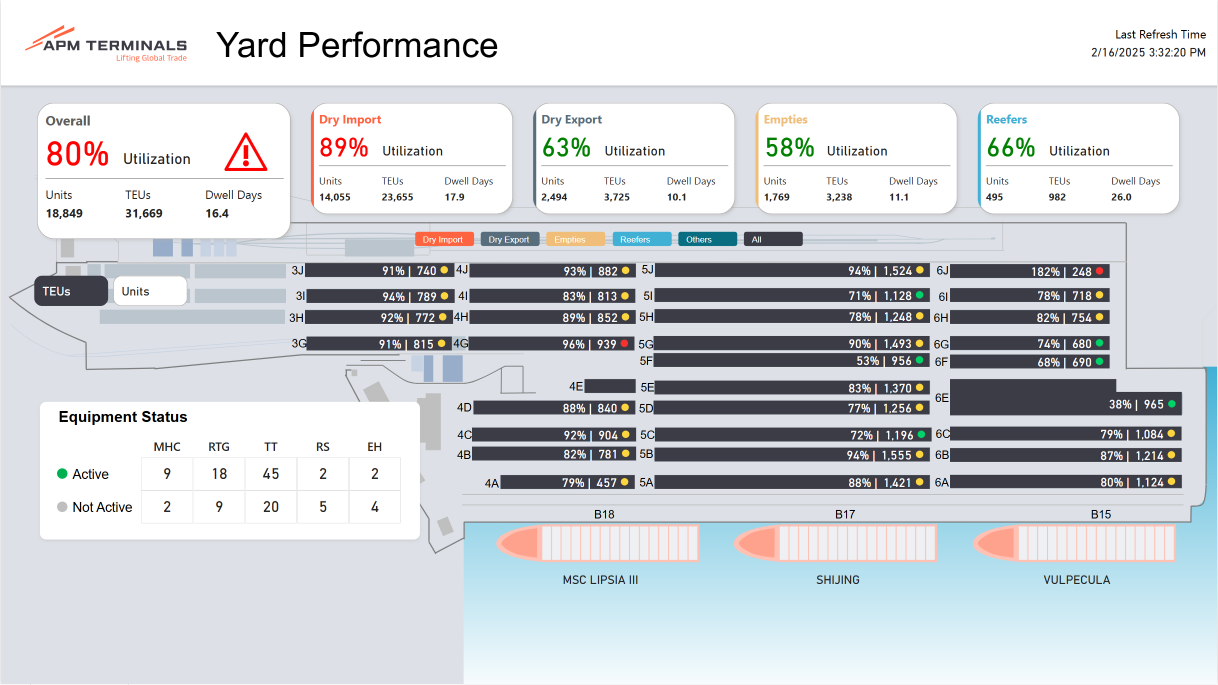 APM TERMINALS
Lifting Global Trade
Yard Performance
Last Refresh Time
2/16/2025 3:32:20 PM
Overall
80% Utilization
Units TEUs Dwell Days
18,849 31,669 16.4
Dry Import
89% Utilization
Units TEUs Dwell Days
14,055 23,655 17.9
Dry Export
63% Utilization
Units TEUs Dwell Days
2,494 3,725 10.1
Empties
58% Utilization
Units TEUs Dwell Days
1,769 3,238 11.1
Reefers
66% Utilization
Units TEUs Dwell Days
495 982 26.0
Dry Import Dry Export Empties Reefers Others All
TEUs Units
3J 91% | 740 4J 93% | 882 5J 94% | 1,524 6J 182% | 248
3I 94% | 789 4I 83% | 813 5I 71% | 1,128 6I 78% | 718
3H 92% | 772 4H 89% | 852 5H 78% | 1,248 6H 82% | 754
3G 91% | 815 4G 96% | 939 5G 90% | 1,493 6G 74% | 680
5F 53% | 956 6F 68% | 690
4E 5E 83% | 1,370 6E 38% | 965
4D 88% | 840 5D 77% | 1,256
4C 92% | 904 5C 72% | 1,196 6C 79% | 1,084
4B 82% | 781 5B 94% | 1,555 6B 87% | 1,214
4A 79% | 457 5A 88% | 1,421 6A 80% | 1,124
Equipment Status
MHC RTG TT RS EH
Active 9 18 45 2 2
Not Active 2 9 20 5 4
B18 B17 B15
MSC LIPSIA III SHIJING VULPECULA